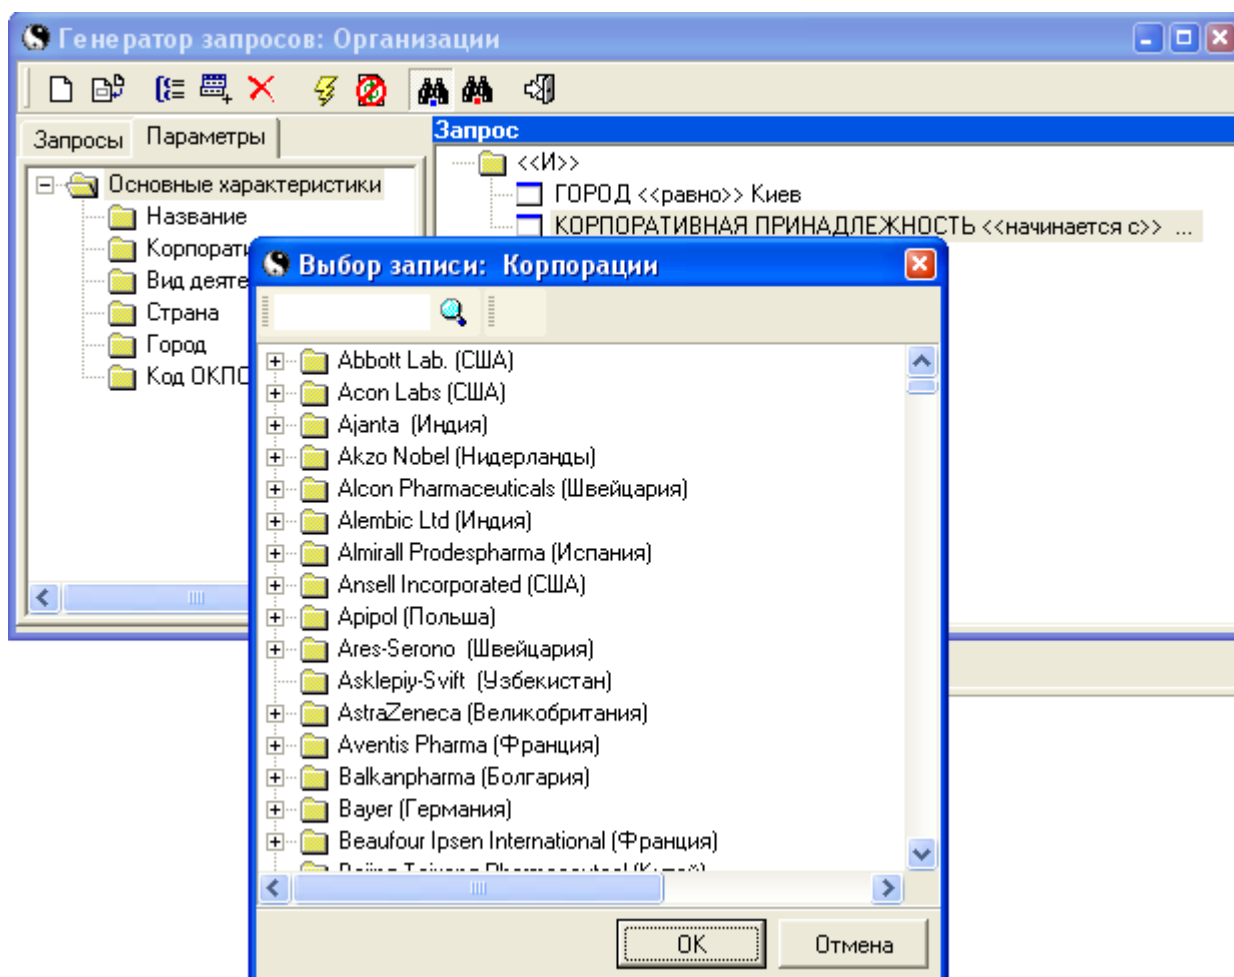 Генератор запросов: Организации
Запросы
Параметры
Основные характеристики
Название
Корпорати
Вид деяте
Страна
Город
Код ОКПО
Запрос
<<И>>
ГОРОД <<равно>> Киев
КОРПОРАТИВНАЯ ПРИНАДЛЕЖНОСТЬ <<начинается с>> ...
Выбор записи: Корпорации
Abbott Lab. (США)
Acon Labs (США)
Ajanta (Индия)
Akzo Nobel (Нидерланды)
Alcon Pharmaceuticals (Швейцария)
Alembic Ltd (Индия)
Almirall Prodespharma (Испания)
Ansell Incorporated (США)
Apipol (Польша)
Ares-Serono (Швейцария)
Asklepiy-Svift (Узбекистан)
AstraZeneca (Великобритания)
Aventis Pharma (Франция)
Balkanpharma (Болгария)
Bayer (Германия)
Beaufour Ipsen International (Франция)
OK
Отмена